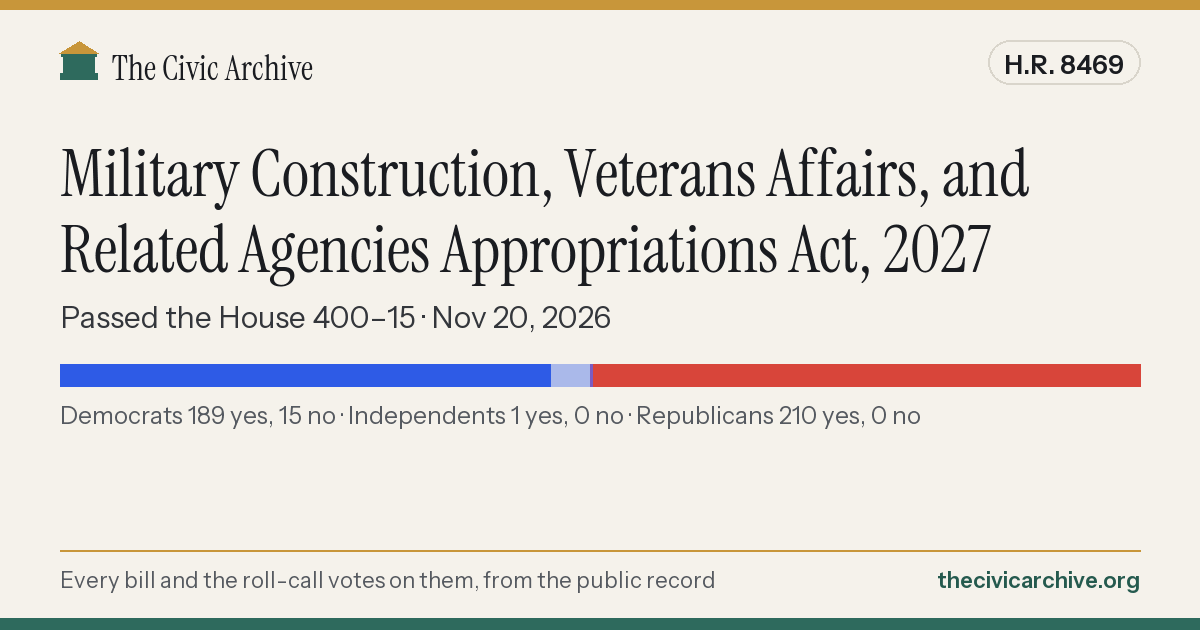 The Civic Archive
H.R. 8469
Military Construction, Veterans Affairs, and
Related Agencies Appropriations Act, 2027
Passed the House 400–15 · Nov 20, 2026
Democrats 189 yes, 15 no · Independents 1 yes, 0 no · Republicans 210 yes, 0 no
Every bill and the roll-call votes on them, from the public record
thecivicarchive.org